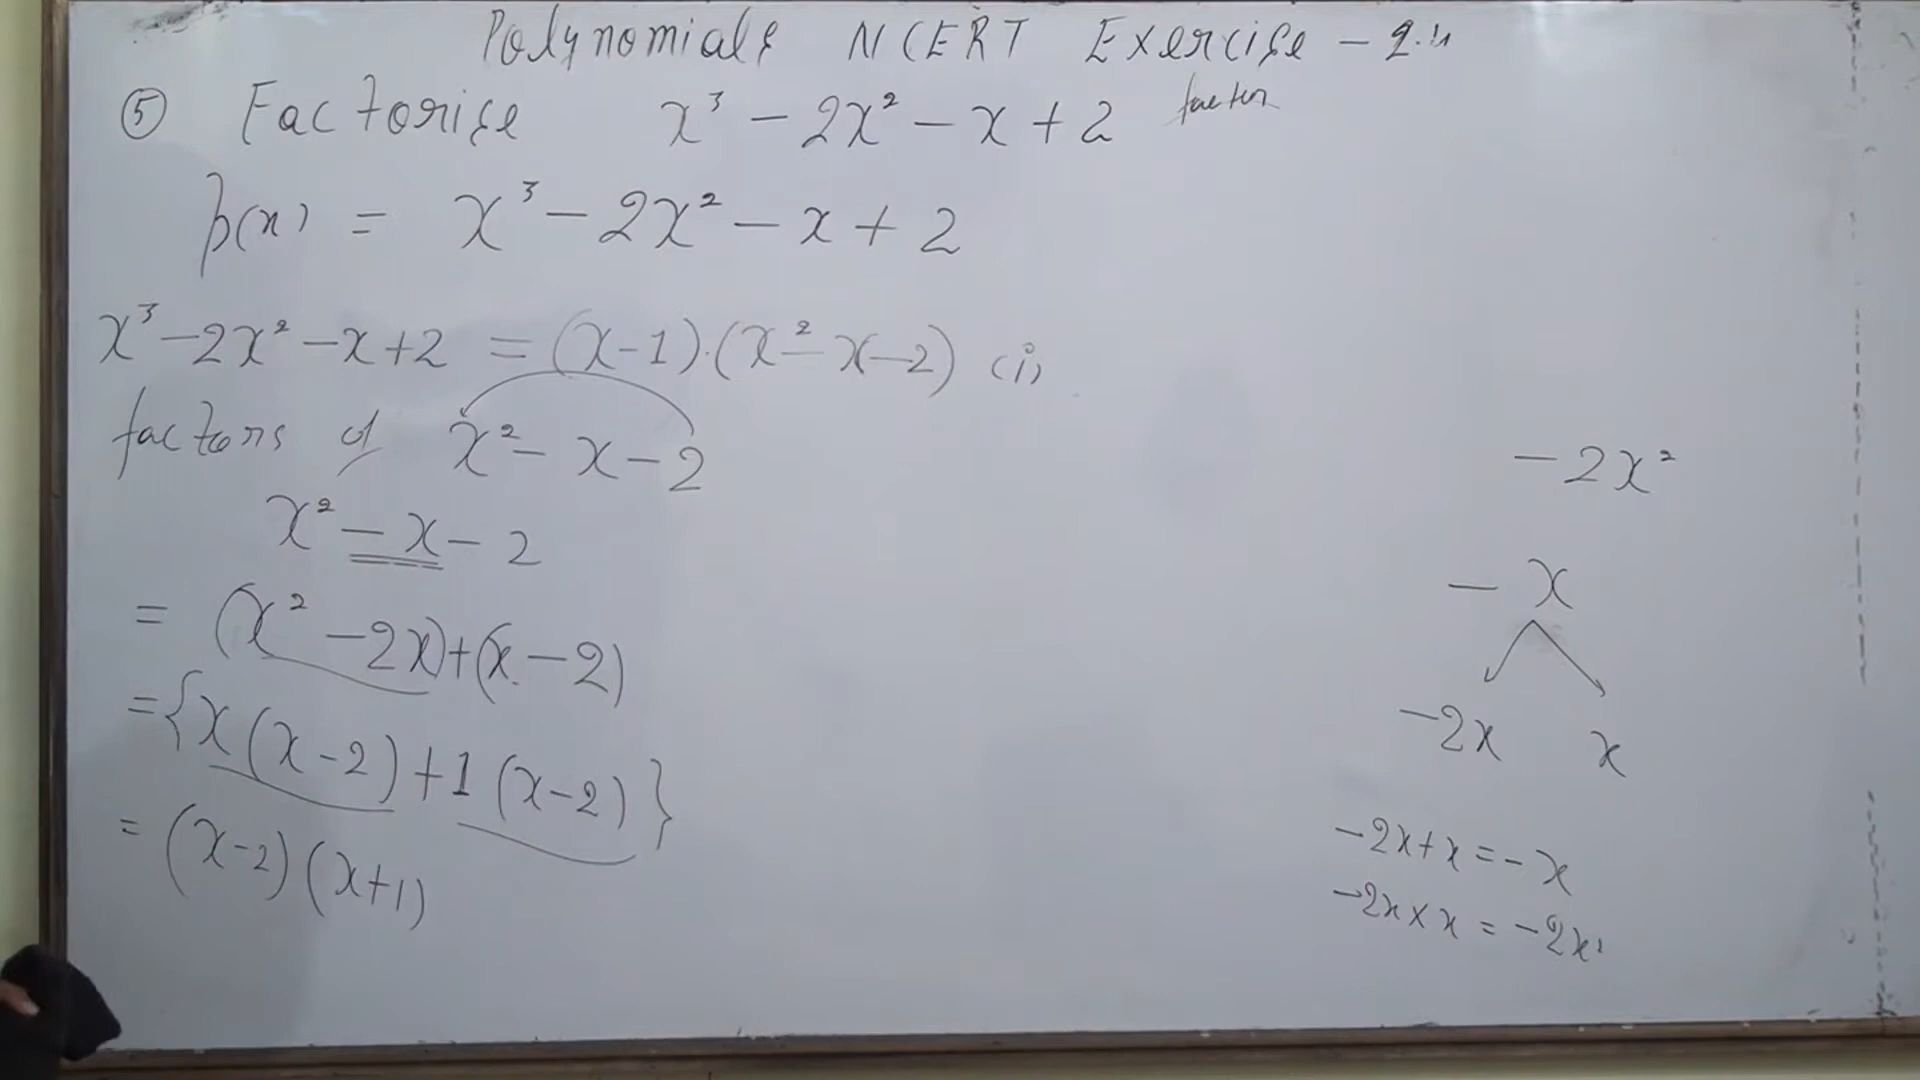 Polynomials NCERT Exercise - 2.4
⑤ Factorise x³ - 2x² - x + 2 factor
p(x) = x³ - 2x² - x + 2
x³ - 2x² - x + 2 = (x-1).(x² - x - 2) (i)
factors of x² - x - 2
x² - x - 2
= (x² - 2x) + (x - 2)
= {x(x-2) + 1(x-2)}
= (x-2)(x+1)
- 2x²
- x
-2x x
-2x + x = - x
-2x × x = -2x²